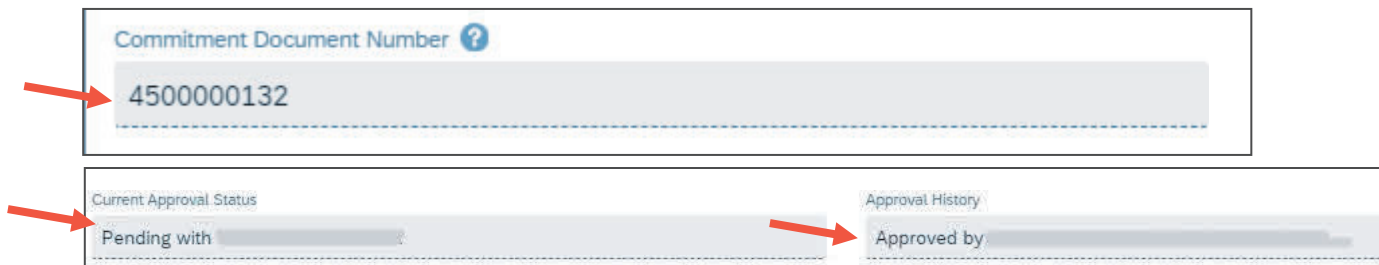 Commitment Document Number ?
4500000132
Current Approval Status
Approval History
Pending with
Approved by